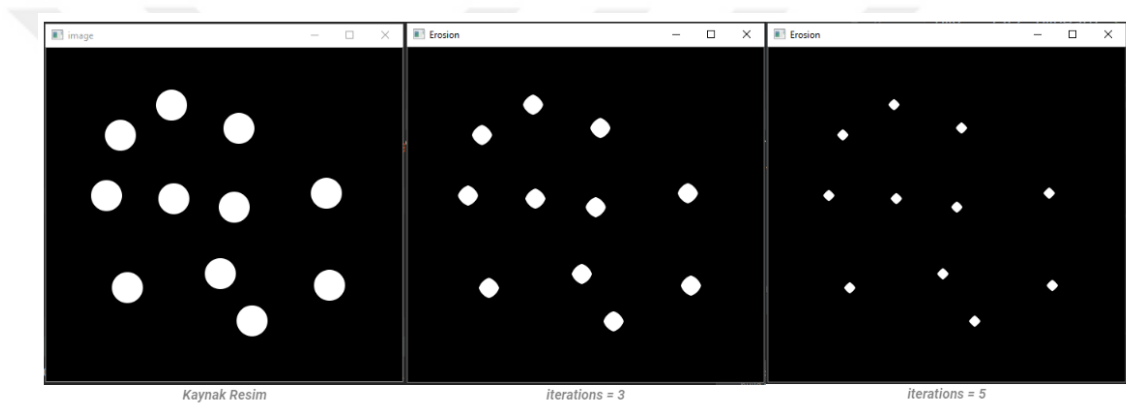 image
Erosion
Erosion
Kaynak Resim
iterations = 3
iterations = 5